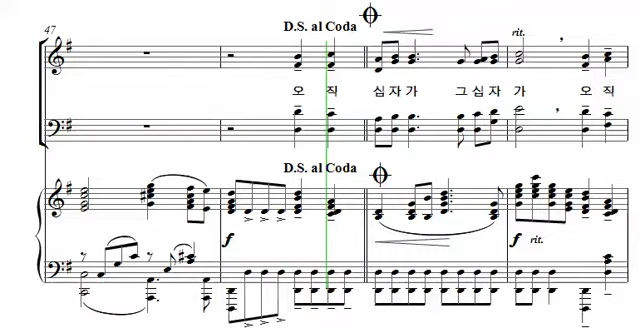 47
D.S. al Coda
rit.
오 직 십 자 가 그 십 자 가 오 직
D.S. al Coda
f
f rit.